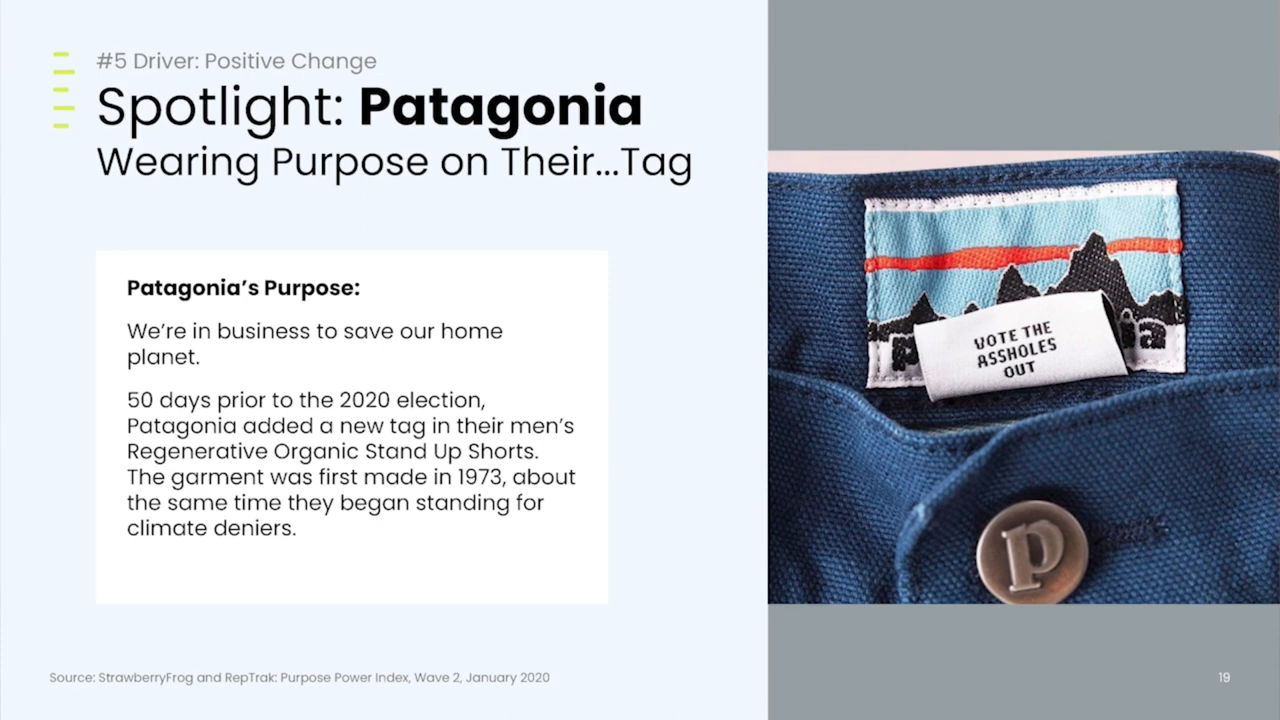 #5 Driver: Positive Change
Spotlight: Patagonia
Wearing Purpose on Their...Tag
Patagonia’s Purpose:
We’re in business to save our home
planet.
50 days prior to the 2020 election,
Patagonia added a new tag in their men’s
Regenerative Organic Stand Up Shorts.
The garment was first made in 1973, about
the same time they began standing for
climate deniers.
VOTE THE
ASSHOLES
OUT
p
ia
p
Source: StrawberryFrog and RepTrak: Purpose Power Index, Wave 2, January 2020
19